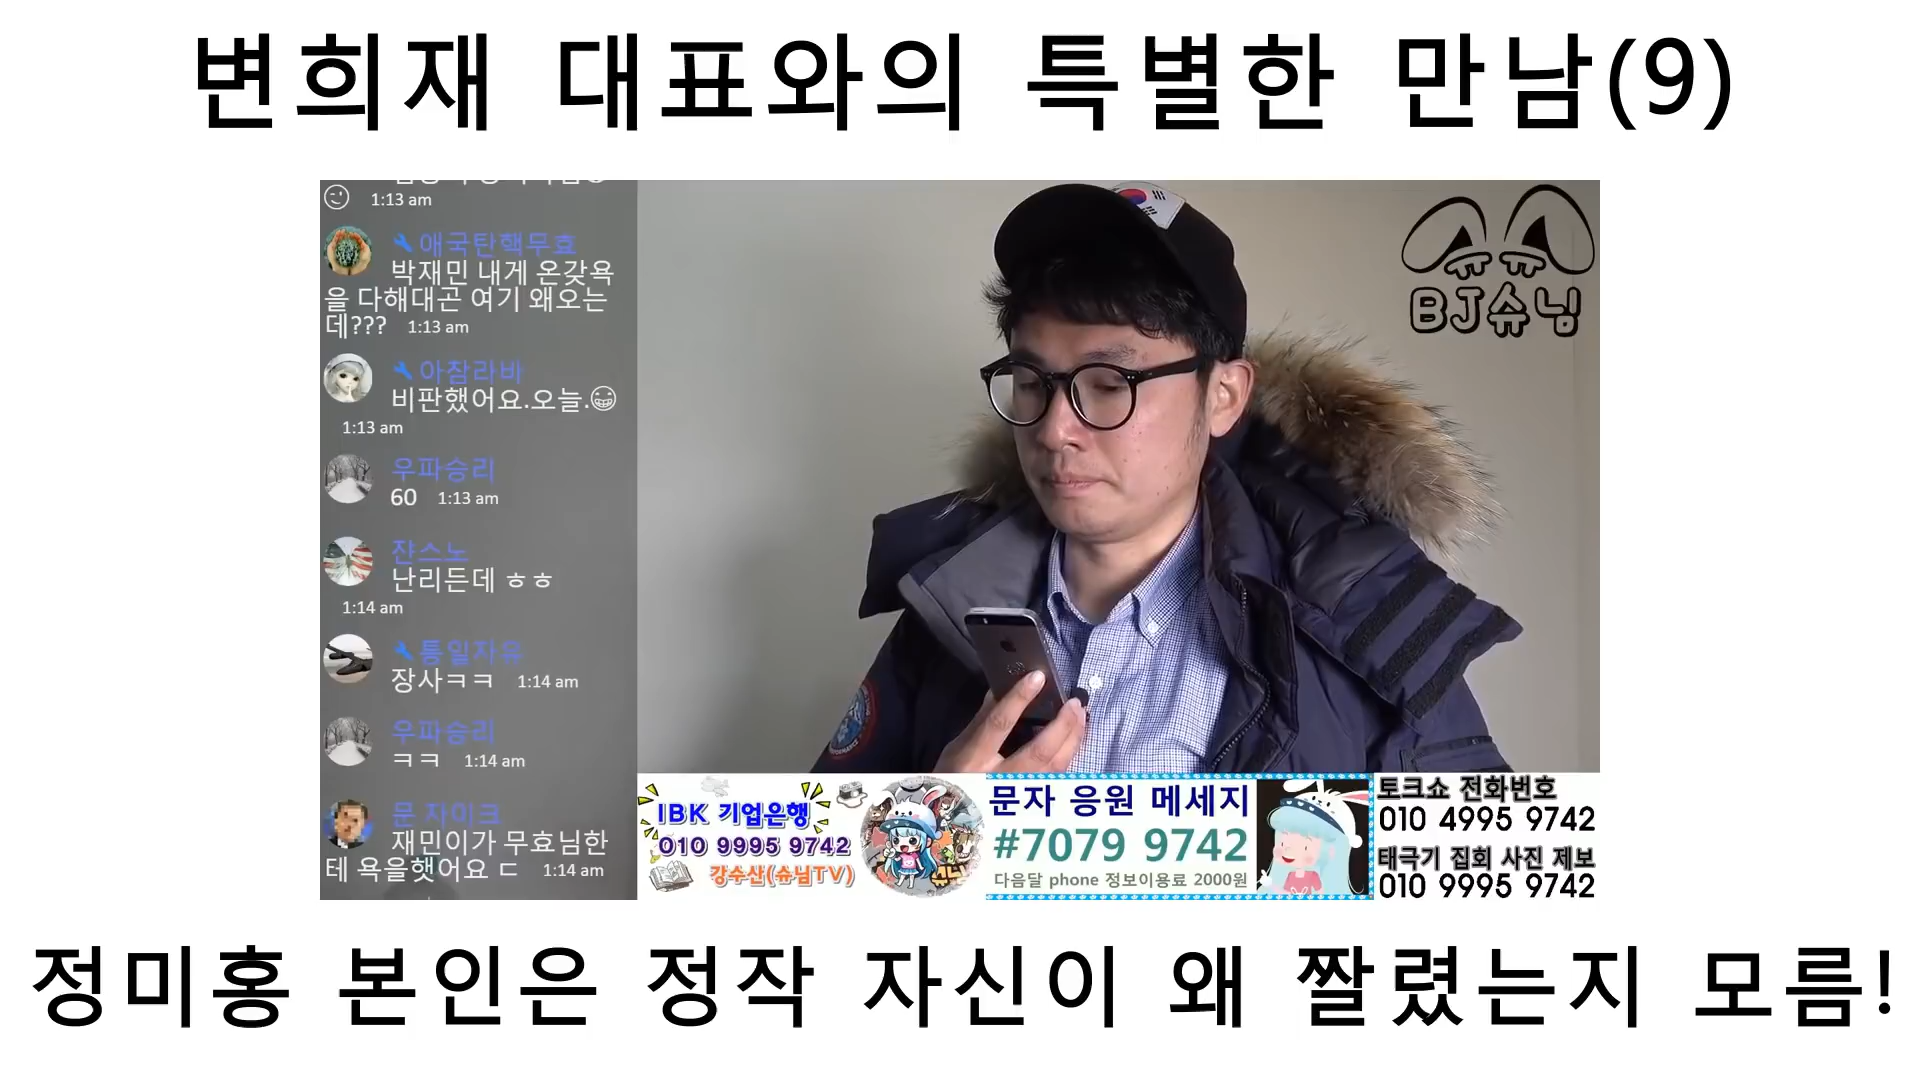 변희재 대표와의 특별한 만남(9)
1:13 am
애국탄핵무효
박재민 내게 온갖욕
을 다해대곤 여기 왜오는
데??? 1:13 am
아참라바
비판했어요.오늘.
1:13 am
우파승리
60 1:13 am
쟌스노
난리든데 ㅎㅎ
1:14 am
톰일자유
장사ㅋㅋ 1:14 am
우파승리
ㅋㅋ 1:14 am
문 자이크
재민이가 무효님한
테 욕을햇어요 ㄷ 1:14 am
슈슈
BJ슈님
IBK 기업은행
010 9995 9742
강수산(슈님TV)
슈님
문자 응원 메세지
#7079 9742
다음달 phone 정보이용료 2000원
토크쇼 전화번호
010 4995 9742
태극기 집회 사진 제보
010 9995 9742
정미홍 본인은 정작 자신이 왜 짤렸는지 모름!